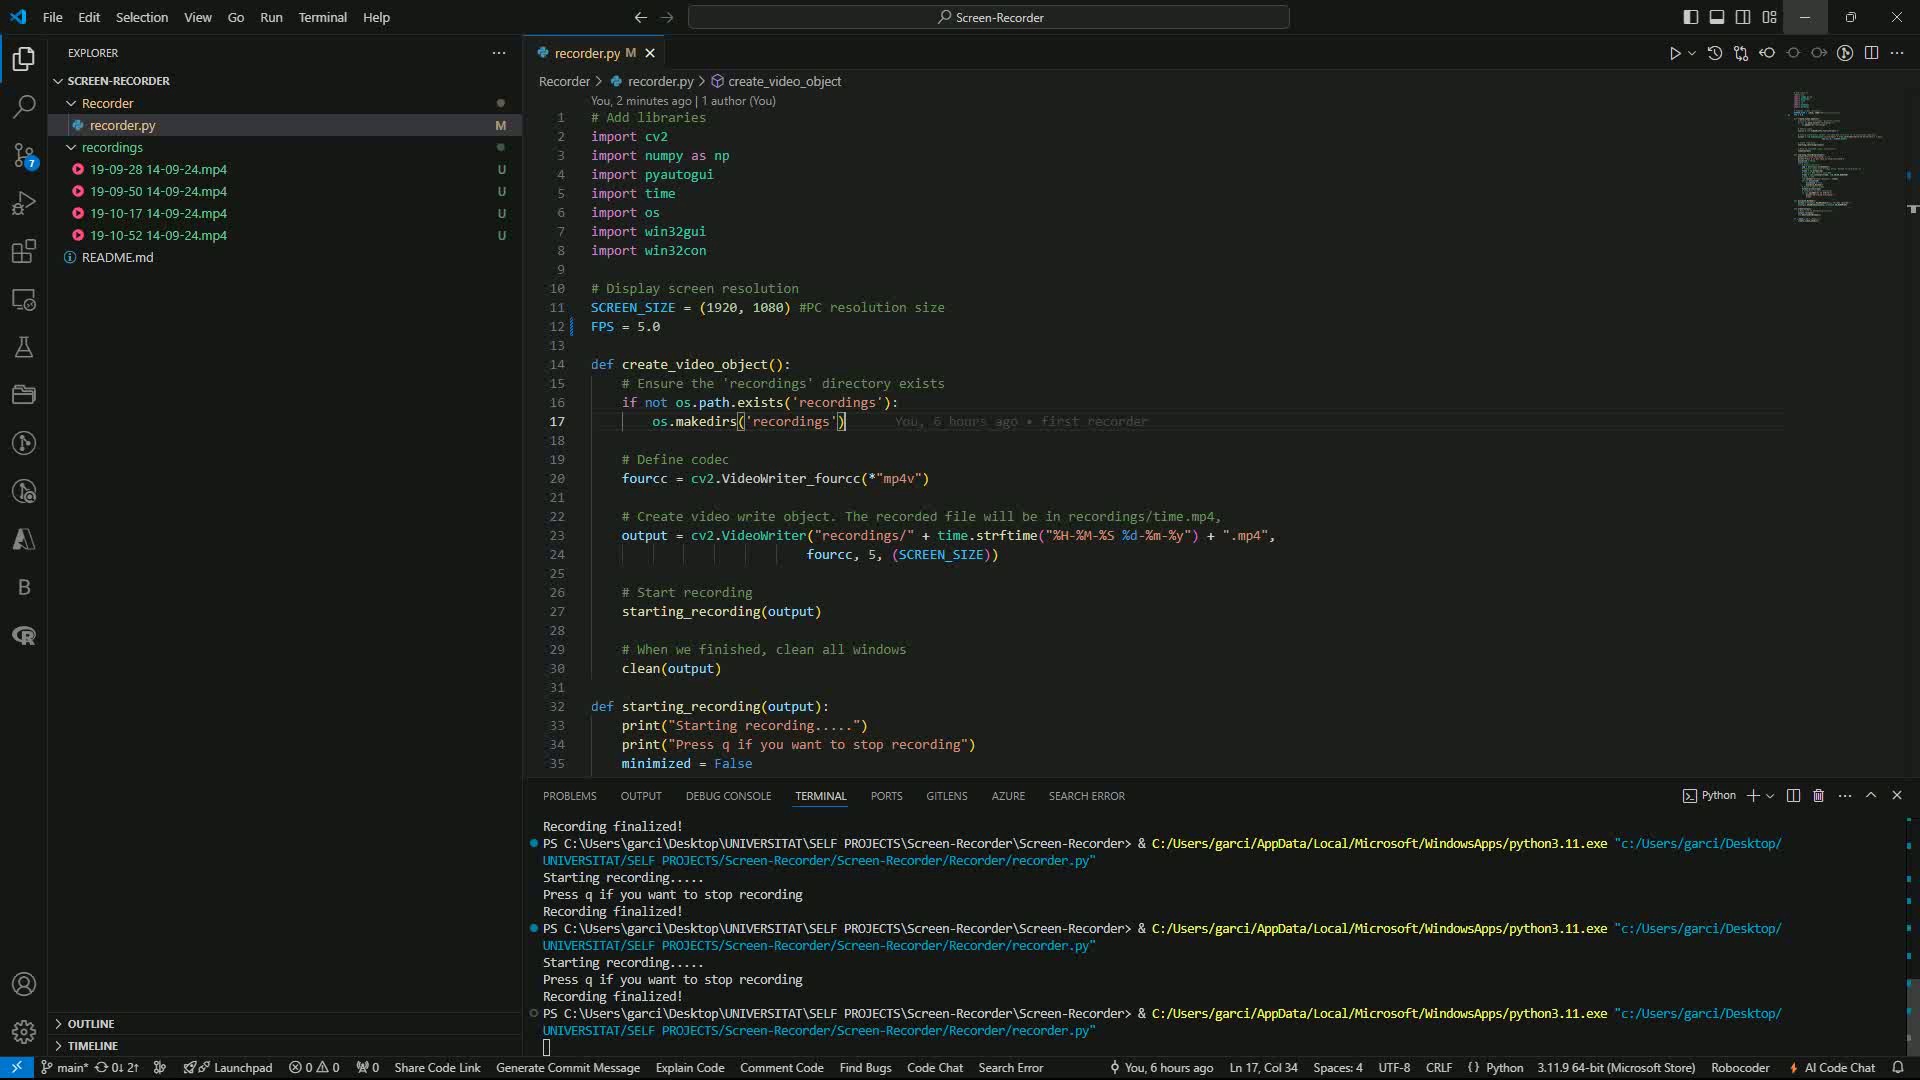 File Edit Selection View Go Run Terminal Help
Screen-Recorder
EXPLORER
SCREEN-RECORDER
Recorder
recorder.py M
recordings
19-09-28 14-09-24.mp4 U
19-09-50 14-09-24.mp4 U
19-10-17 14-09-24.mp4 U
19-10-52 14-09-24.mp4 U
README.md
OUTLINE
TIMELINE
7
B
recorder.py M
Recorder > recorder.py > create_video_object
You, 2 minutes ago | 1 author (You)
1 # Add libraries
2 import cv2
3 import numpy as np
4 import pyautogui
5 import time
6 import os
7 import win32gui
8 import win32con
9
10 # Display screen resolution
11 SCREEN_SIZE = (1920, 1080) #PC resolution size
12 FPS = 5.0
13
14 def create_video_object():
15 # Ensure the 'recordings' directory exists
16 if not os.path.exists('recordings'):
17 os.makedirs('recordings') You, 6 hours ago • first recorder
18
19 # Define codec
20 fourcc = cv2.VideoWriter_fourcc(*"mp4v")
21
22 # Create video write object. The recorded file will be in recordings/time.mp4,
23 output = cv2.VideoWriter("recordings/" + time.strftime("%H-%M-%S %d-%m-%y") + ".mp4",
24 fourcc, 5, (SCREEN_SIZE))
25
26 # Start recording
27 starting_recording(output)
28
29 # When we finished, clean all windows
30 clean(output)
31
32 def starting_recording(output):
33 print("Starting recording.....")
34 print("Press q if you want to stop recording")
35 minimized = False
PROBLEMS OUTPUT DEBUG CONSOLE TERMINAL PORTS GITLENS AZURE SEARCH ERROR
Python
Recording finalized!
PS C:\Users\garci\Desktop\UNIVERSITAT\SELF PROJECTS\Screen-Recorder\Screen-Recorder> & C:/Users/garci/AppData/Local/Microsoft/WindowsApps/python3.11.exe "c:/Users/garci/Desktop/
UNIVERSITAT/SELF PROJECTS/Screen-Recorder/Screen-Recorder/Recorder/recorder.py"
Starting recording.....
Press q if you want to stop recording
Recording finalized!
PS C:\Users\garci\Desktop\UNIVERSITAT\SELF PROJECTS\Screen-Recorder\Screen-Recorder> & C:/Users/garci/AppData/Local/Microsoft/WindowsApps/python3.11.exe "c:/Users/garci/Desktop/
UNIVERSITAT/SELF PROJECTS/Screen-Recorder/Screen-Recorder/Recorder/recorder.py"
Starting recording.....
Press q if you want to stop recording
Recording finalized!
PS C:\Users\garci\Desktop\UNIVERSITAT\SELF PROJECTS\Screen-Recorder\Screen-Recorder> & C:/Users/garci/AppData/Local/Microsoft/WindowsApps/python3.11.exe "c:/Users/garci/Desktop/
UNIVERSITAT/SELF PROJECTS/Screen-Recorder/Screen-Recorder/Recorder/recorder.py"
main* 0↓ 2↑ Launchpad 0 0 0 Share Code Link Generate Commit Message Explain Code Comment Code Find Bugs Code Chat Search Error You, 6 hours ago Ln 17, Col 34 Spaces: 4 UTF-8 CRLF {} Python 3.11.9 64-bit (Microsoft Store) Robocoder AI Code Chat